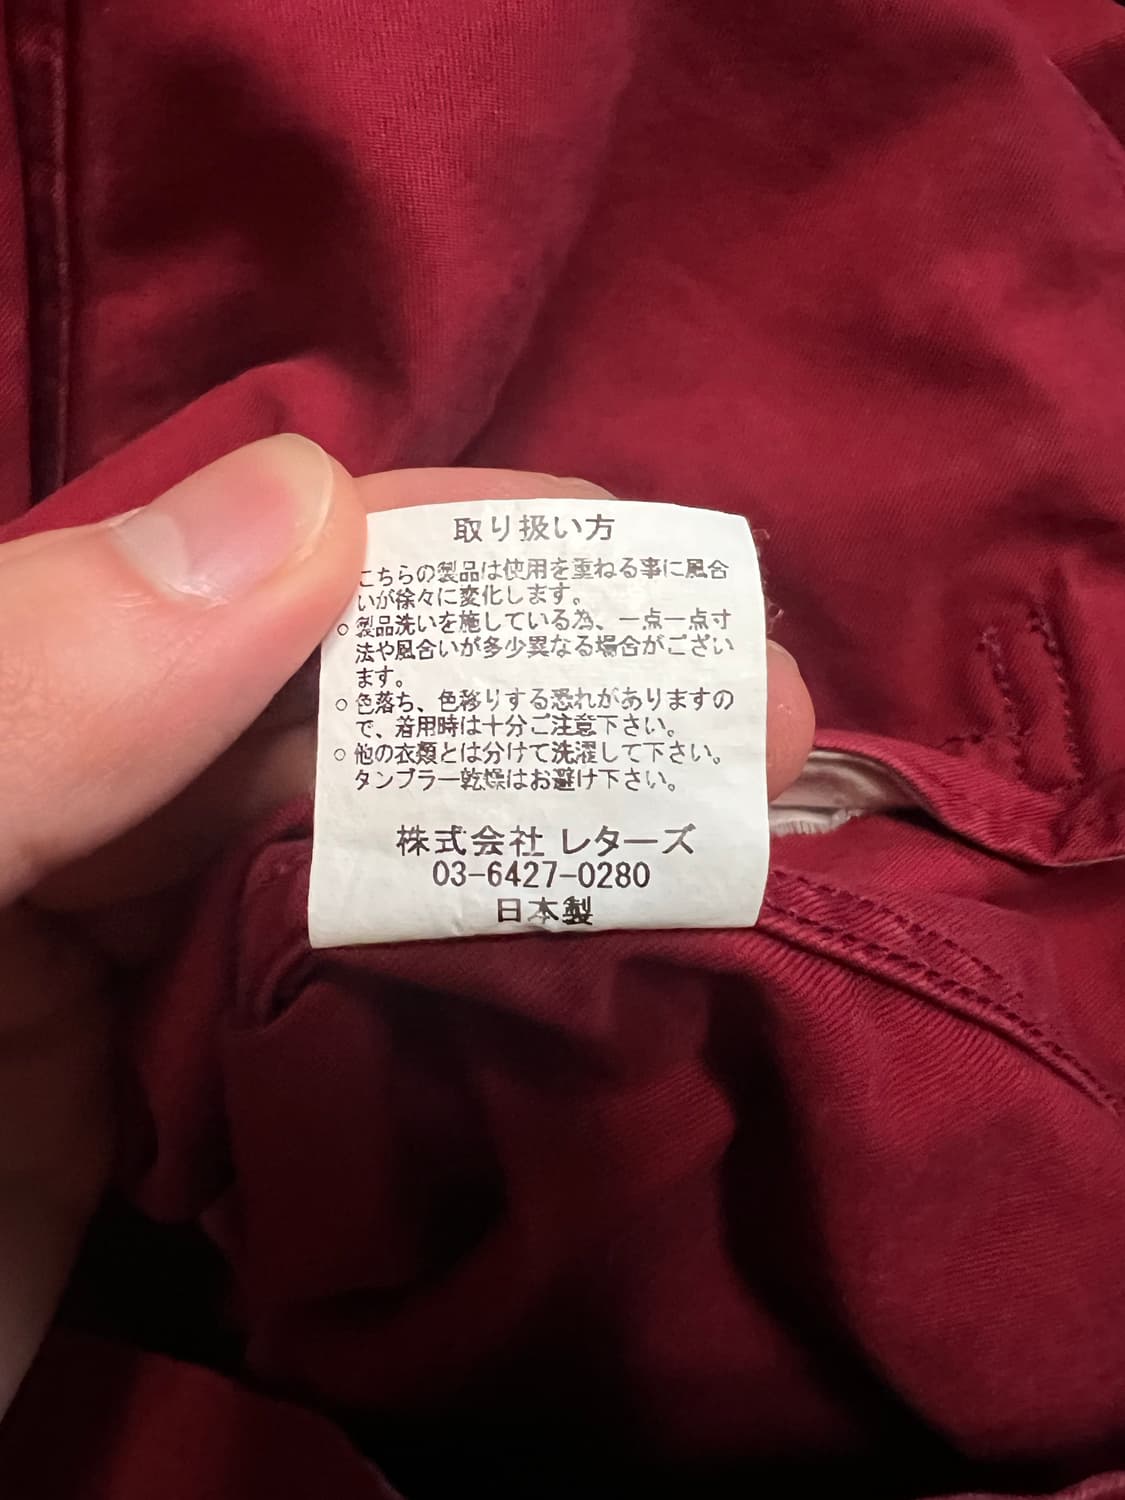 取り扱い方
こちらの製品は使用を重ねる事に風合
いが徐々に変化します。
○製品洗いを施している為、一点一点寸
法や風合いが多少異なる場合がござい
ます。
○色落ち、色移りする恐れがありますの
で、着用時は十分ご注意下さい。
○他の衣類とは分けて洗濯して下さい。
タンブラー乾燥はお避け下さい。
株式会社 レターズ
03-6427-0280
日本製